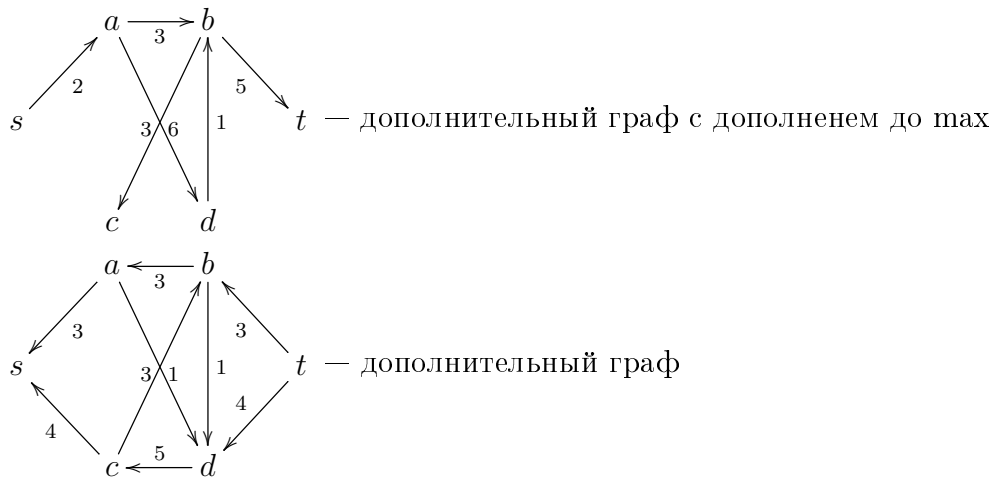 a b
3
2 5
s 3 6 1 t — дополнительный граф с дополненем до max
c d
a b
3
3 3
s 3 1 1 t — дополнительный граф
4 4
5
c d